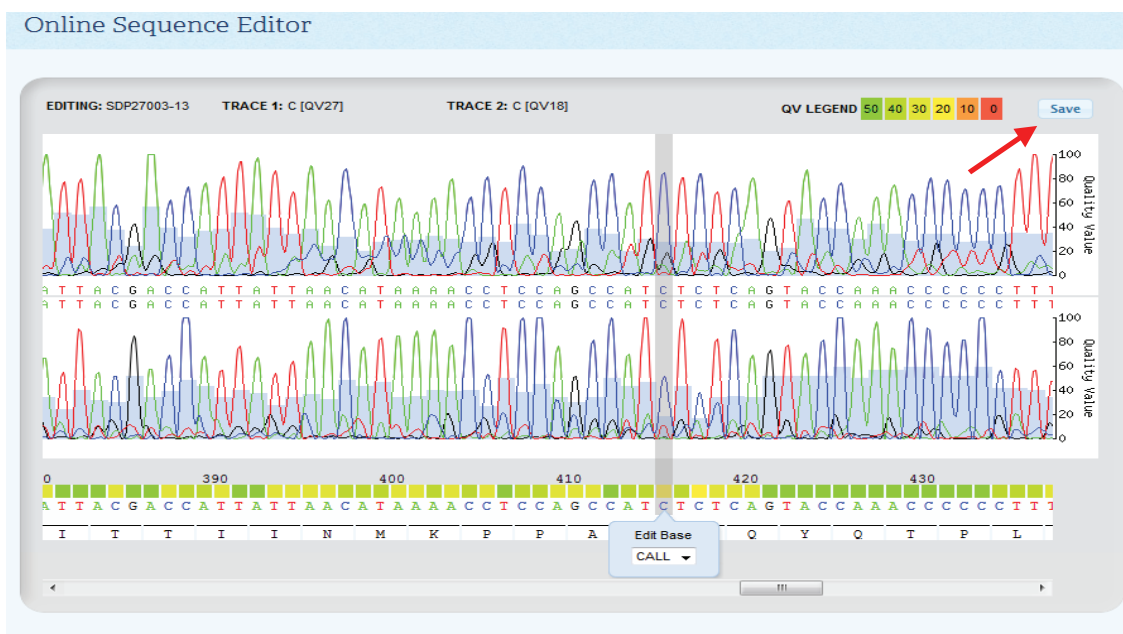 Online Sequence Editor
EDITING: SDP27003-13 TRACE 1: C [QV27] TRACE 2: C [QV18] QV LEGEND 50 40 30 20 10 0 Save
100
80
60
40
20
0
Quality Value
A T T A C G A C C A T T A T T A A C A T A A A A C C T C C A G C C A T C T C T C A G T A C C A A A C C C C C C T T T
A T T A C G A C C A T T A T T A A C A T A A A A C C T C C A G C C A T C T C T C A G T A C C A A A C C C C C C T T T
100
80
60
40
20
0
Quality Value
0 390 400 410 420 430
A T T A C G A C C A T T A T T A A C A T A A A A C C T C C A G C C A T C T C T C A G T A C C A A A C C C C C C T T T
I T T I I N M K P P A Q Y Q T P L
Edit Base
CALL